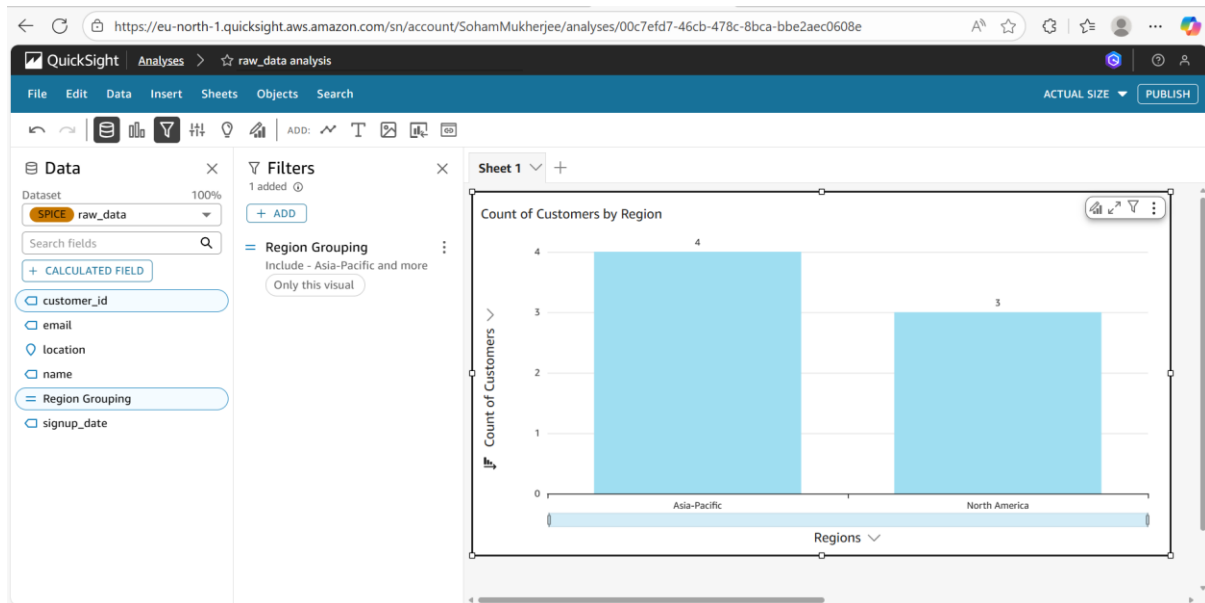 https://eu-north-1.quicksight.aws.amazon.com/sn/account/SohamMukherjee/analyses/00c7efd7-46cb-478c-8bca-bbe2aec0608e
QuickSight Analyses > raw_data analysis
File Edit Data Insert Sheets Objects Search
ACTUAL SIZE PUBLISH
ADD:
Data
Dataset 100%
SPICE raw_data
Search fields
+ CALCULATED FIELD
customer_id
email
location
name
Region Grouping
signup_date
Filters
1 added
+ ADD
Region Grouping
Include - Asia-Pacific and more
Only this visual
Sheet 1
Count of Customers by Region
Count of Customers
4
3
2
1
0
4
3
Asia-Pacific
North America
Regions